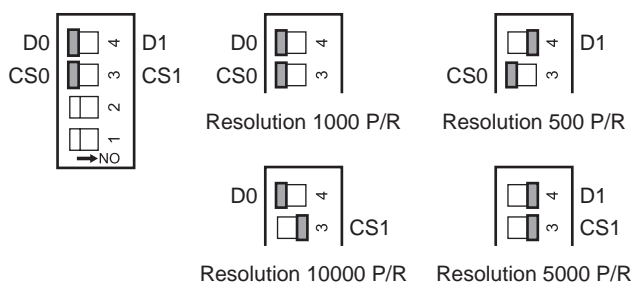 D0 4 D1
CS0 3 CS1
2
1
→NO
D0 4
CS0 3
Resolution 1000 P/R
4 D1
CS0 3
Resolution 500 P/R
D0 4
3 CS1
Resolution 10000 P/R
4 D1
3 CS1
Resolution 5000 P/R